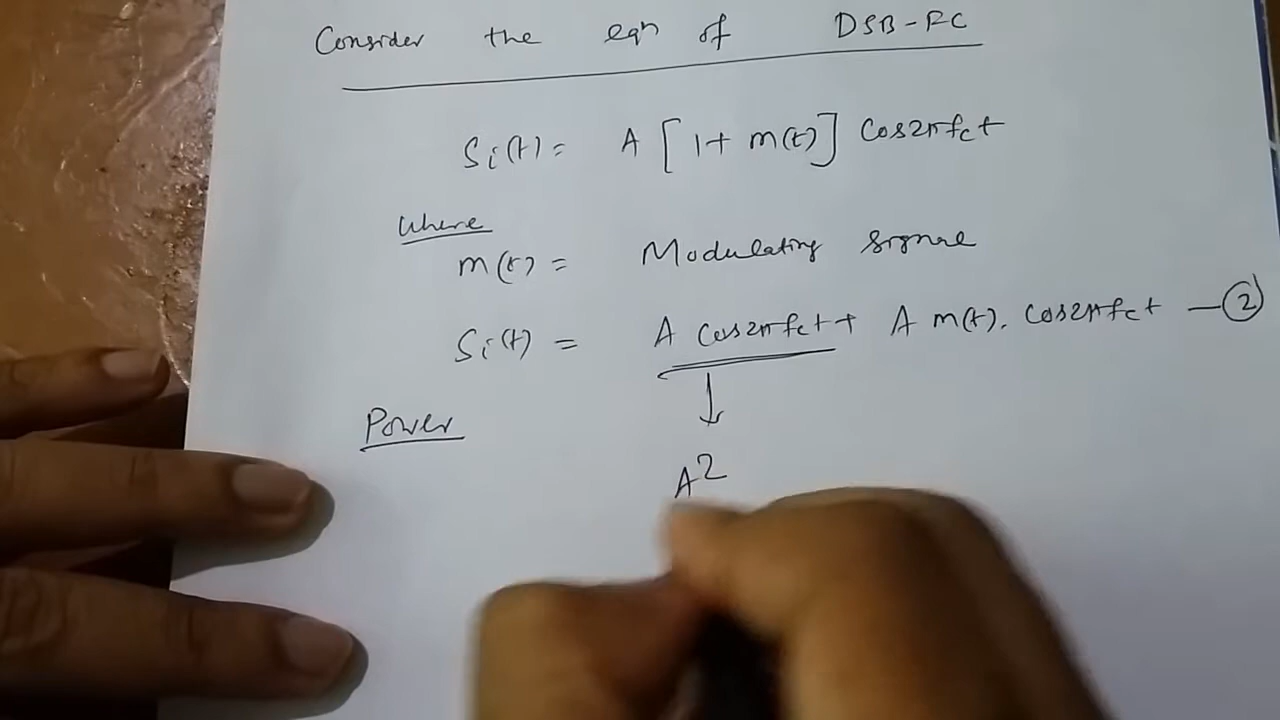 Consider the eqn of DSB-FC
Si(t) = A [1+ m(t)] Cos2πfct
Where
m(t) = Modulating signal
Si(t) = A Cos2πfct + A m(t). Cos2πfct — ②
Power
A²